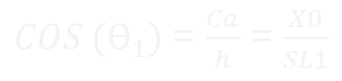 COS (Θ₁) = Ca/h = X0/SL1